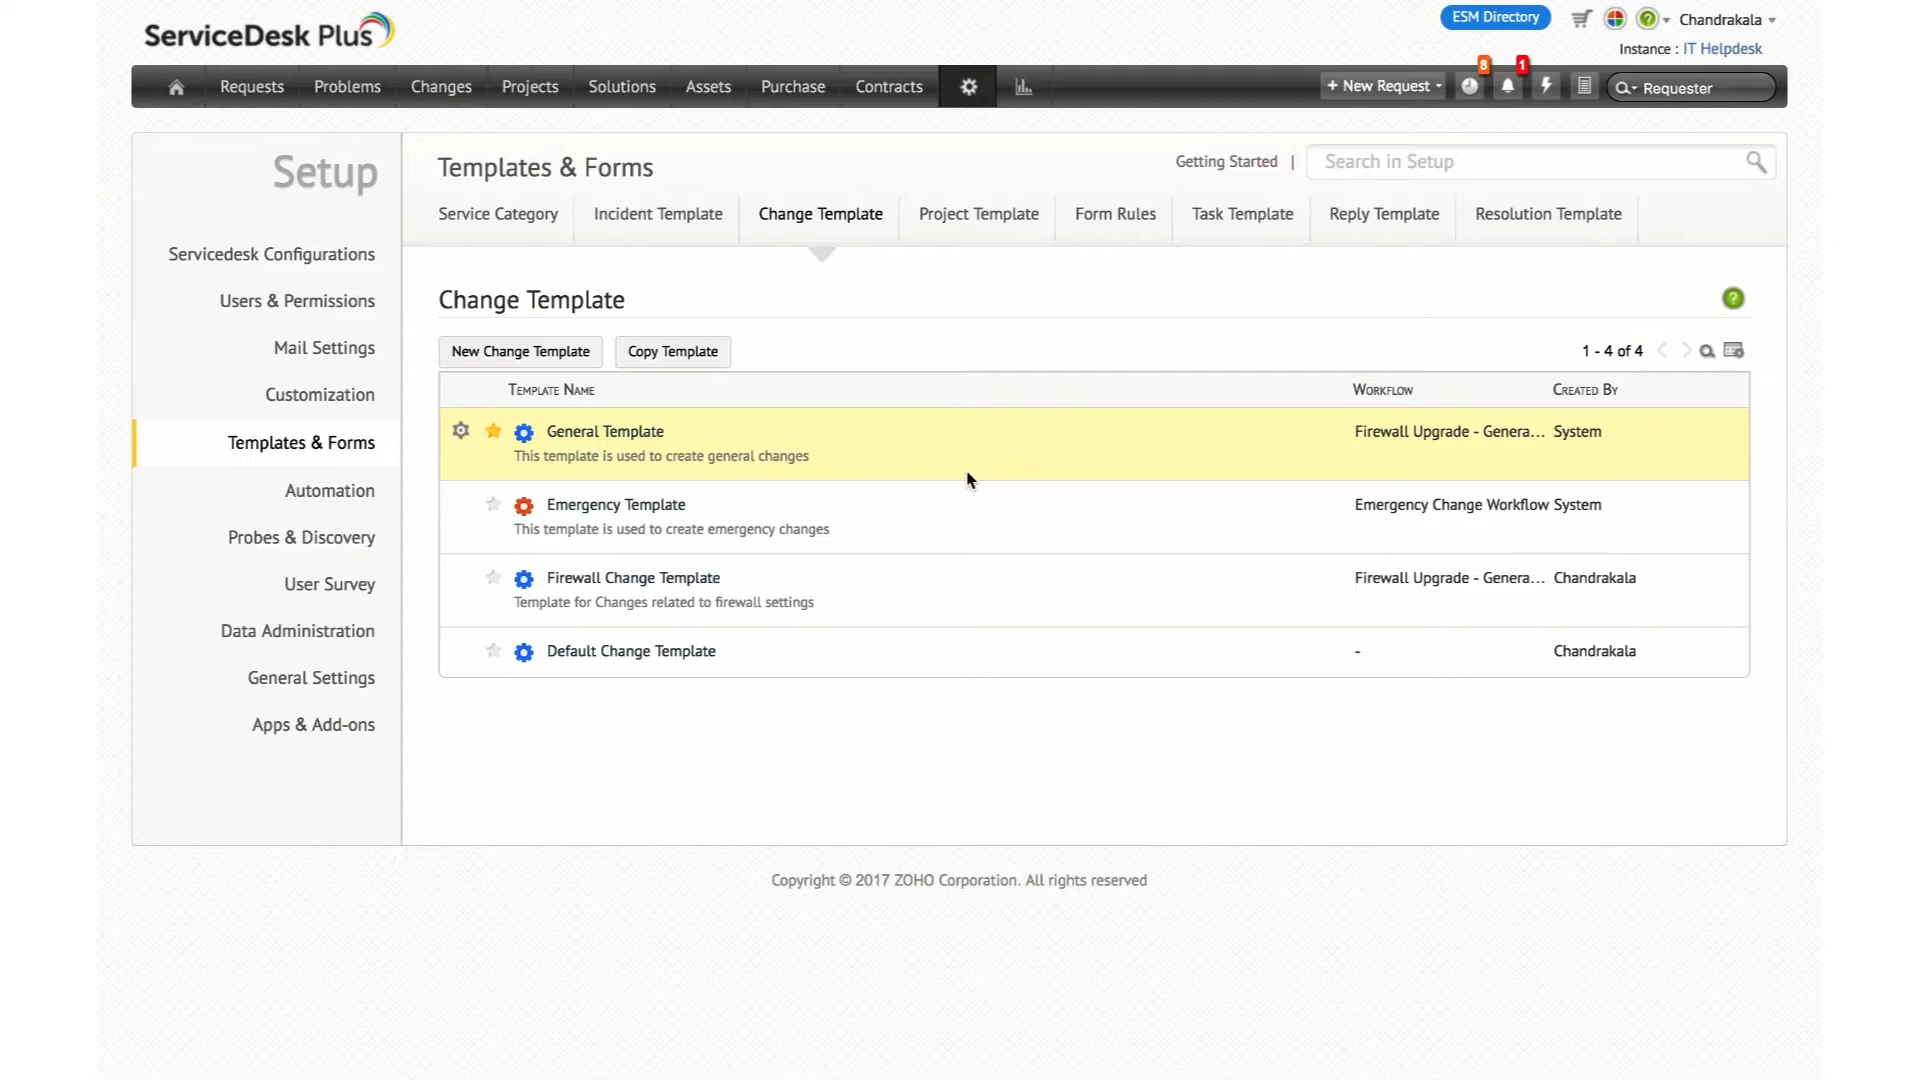 ServiceDesk Plus
ESM Directory
Chandrakala
Instance : IT Helpdesk
Requests Problems Changes Projects Solutions Assets Purchase Contracts
+ New Request 8 1 Requester
Setup
Servicedesk Configurations
Users & Permissions
Mail Settings
Customization
Templates & Forms
Automation
Probes & Discovery
User Survey
Data Administration
General Settings
Apps & Add-ons
Templates & Forms
Getting Started | Search in Setup
Service Category Incident Template Change Template Project Template Form Rules Task Template Reply Template Resolution Template
Change Template ?
New Change Template Copy Template 1 - 4 of 4
Template Name Workflow Created By
General Template Firewall Upgrade - Genera... System
This template is used to create general changes
Emergency Template Emergency Change Workflow System
This template is used to create emergency changes
Firewall Change Template Firewall Upgrade - Genera... Chandrakala
Template for Changes related to firewall settings
Default Change Template - Chandrakala
Copyright © 2017 ZOHO Corporation. All rights reserved